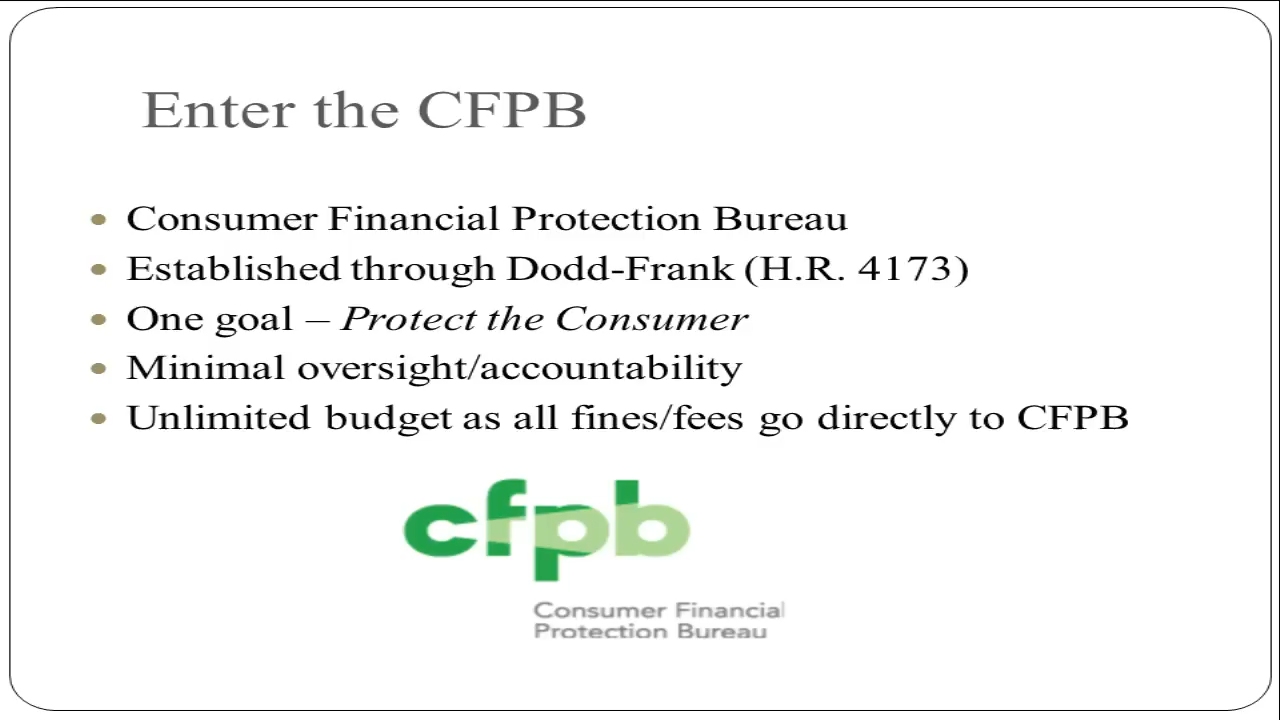 Enter the CFPB
• Consumer Financial Protection Bureau
• Established through Dodd-Frank (H.R. 4173)
• One goal – Protect the Consumer
• Minimal oversight/accountability
• Unlimited budget as all fines/fees go directly to CFPB
cfpb
Consumer Financial
Protection Bureau